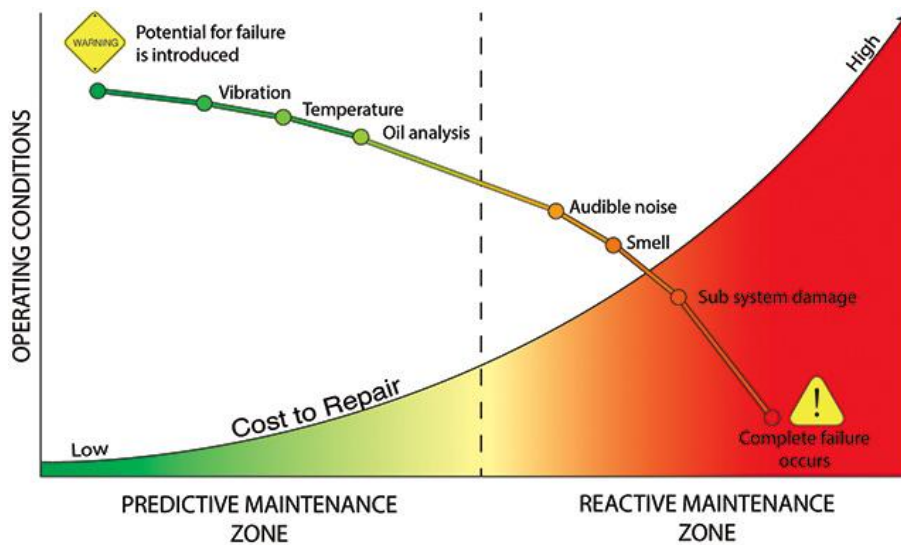 WARNING
Potential for failure
is introduced
Vibration
Temperature
Oil analysis
Audible noise
Smell
Sub system damage
!
Complete failure
occurs
High
Cost to Repair
Low
OPERATING CONDITIONS
PREDICTIVE MAINTENANCE
ZONE
REACTIVE MAINTENANCE
ZONE